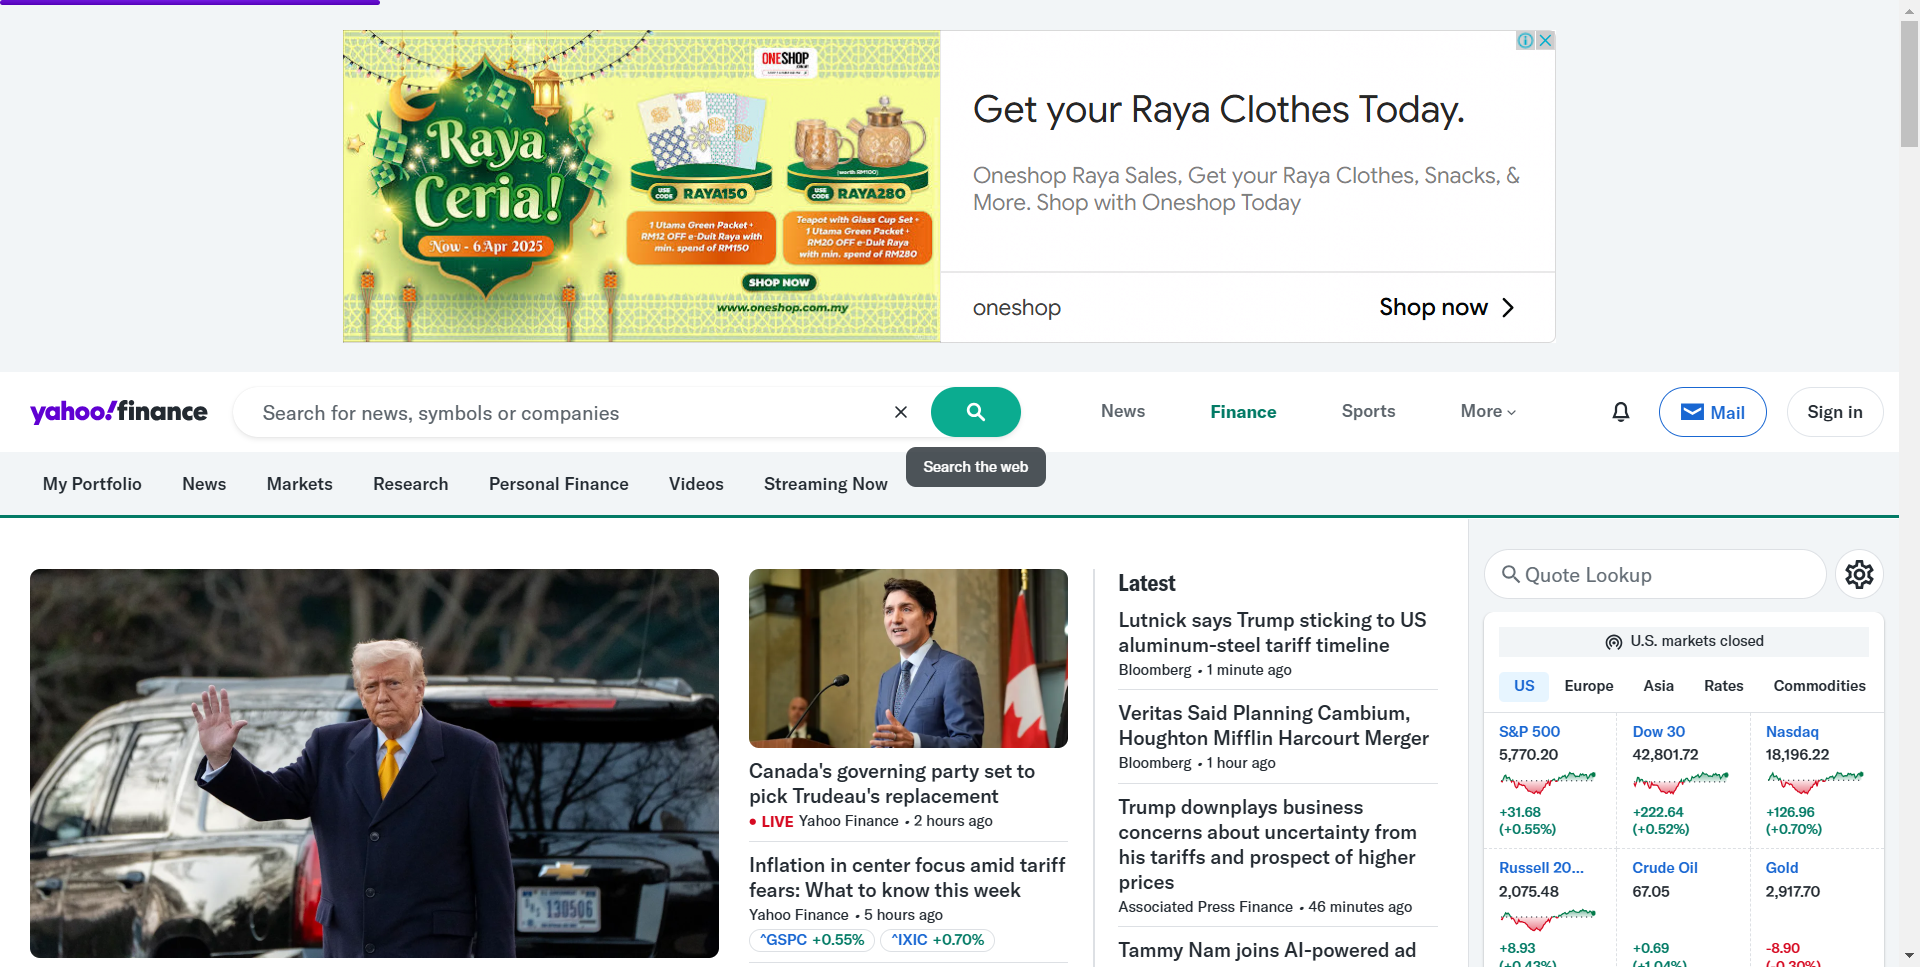 ONESHOP
Raya
Ceria!
Now - 6 Apr 2025
USE CODE RAYA150
1 Utama Green Packet +
RM12 OFF e-Duit Raya with
min. spend of RM150
(worth RM100)
USE CODE RAYA280
Teapot with Glass Cup Set +
1 Utama Green Packet +
RM20 OFF e-Duit Raya
with min. spend of RM280
SHOP NOW
www.oneshop.com.my
Get your Raya Clothes Today.
Oneshop Raya Sales, Get your Raya Clothes, Snacks, &
More. Shop with Oneshop Today
oneshop
Shop now
yahoo!finance
Search for news, symbols or companies
News
Finance
Sports
More
Mail
Sign in
Search the web
My Portfolio
News
Markets
Research
Personal Finance
Videos
Streaming Now
130506
Canada's governing party set to
pick Trudeau's replacement
LIVE Yahoo Finance • 2 hours ago
Inflation in center focus amid tariff
fears: What to know this week
Yahoo Finance • 5 hours ago
^GSPC +0.55%
^IXIC +0.70%
Latest
Lutnick says Trump sticking to US
aluminum-steel tariff timeline
Bloomberg • 1 minute ago
Veritas Said Planning Cambium,
Houghton Mifflin Harcourt Merger
Bloomberg • 1 hour ago
Trump downplays business
concerns about uncertainty from
his tariffs and prospect of higher
prices
Associated Press Finance • 46 minutes ago
Tammy Nam joins AI-powered ad
Quote Lookup
U.S. markets closed
US
Europe
Asia
Rates
Commodities
S&P 500
5,770.20
+31.68
(+0.55%)
Dow 30
42,801.72
+222.64
(+0.52%)
Nasdaq
18,196.22
+126.96
(+0.70%)
Russell 20...
2,075.48
+8.93
(+0.43%)
Crude Oil
67.05
+0.69
(+1.04%)
Gold
2,917.70
-8.90
(-0.30%)